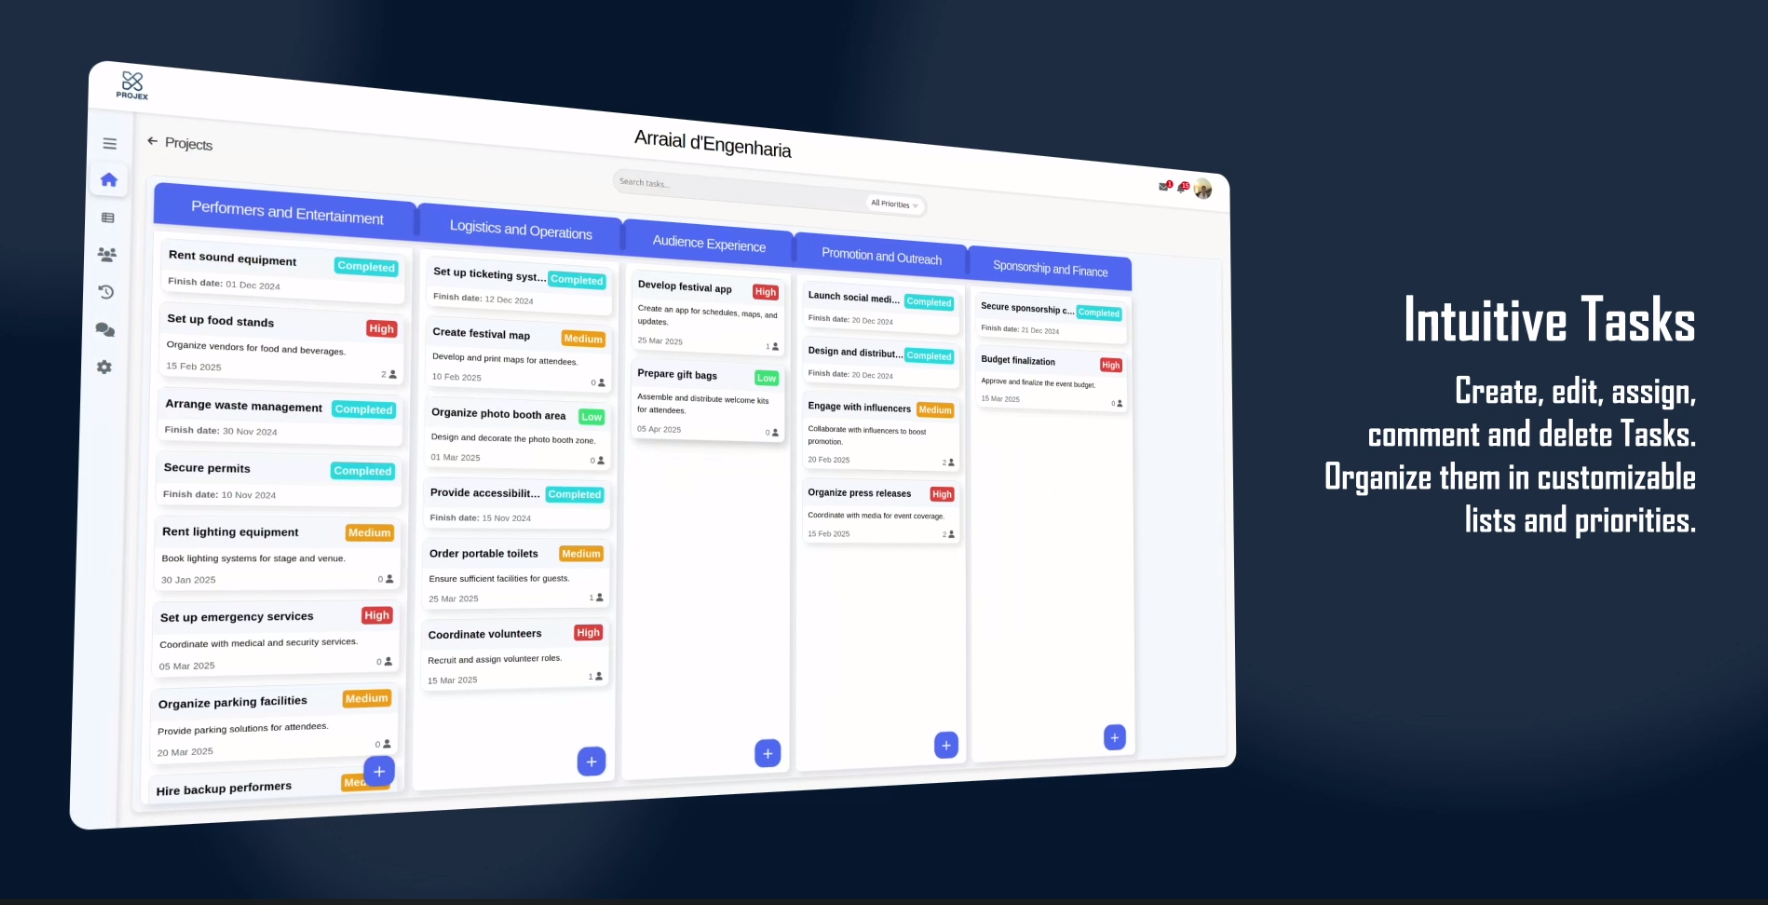 PROJEX
Arraial d'Engenharia
← Projects
Search tasks...
All Priorities
1
15
Performers and Entertainment
Rent sound equipment
Completed
Finish date: 01 Dec 2024
Set up food stands
High
Organize vendors for food and beverages.
15 Feb 2025
2
Arrange waste management
Completed
Finish date: 30 Nov 2024
Secure permits
Completed
Finish date: 10 Nov 2024
Rent lighting equipment
Medium
Book lighting systems for stage and venue.
30 Jan 2025
0
Set up emergency services
High
Coordinate with medical and security services.
05 Mar 2025
0
Organize parking facilities
Medium
Provide parking solutions for attendees.
20 Mar 2025
0
Hire backup performers
Med
+
Logistics and Operations
Set up ticketing syst...
Completed
Finish date: 12 Dec 2024
Create festival map
Medium
Develop and print maps for attendees.
10 Feb 2025
0
Organize photo booth area
Low
Design and decorate the photo booth zone.
01 Mar 2025
0
Provide accessibilit...
Completed
Finish date: 15 Nov 2024
Order portable toilets
Medium
Ensure sufficient facilities for guests.
25 Mar 2025
1
Coordinate volunteers
High
Recruit and assign volunteer roles.
15 Mar 2025
1
+
Audience Experience
Develop festival app
High
Create an app for schedules, maps, and
updates.
25 Mar 2025
1
Prepare gift bags
Low
Assemble and distribute welcome kits
for attendees.
05 Apr 2025
0
+
Promotion and Outreach
Launch social medi...
Completed
Finish date: 20 Dec 2024
Design and distribut...
Completed
Finish date: 20 Dec 2024
Engage with influencers
Medium
Collaborate with influencers to boost
promotion.
20 Feb 2025
2
Organize press releases
High
Coordinate with media for event coverage.
15 Feb 2025
2
+
Sponsorship and Finance
Secure sponsorship c...
Completed
Finish date: 21 Dec 2024
Budget finalization
High
Approve and finalize the event budget.
15 Mar 2025
0
+
Intuitive Tasks
Create, edit, assign,
comment and delete Tasks.
Organize them in customizable
lists and priorities.